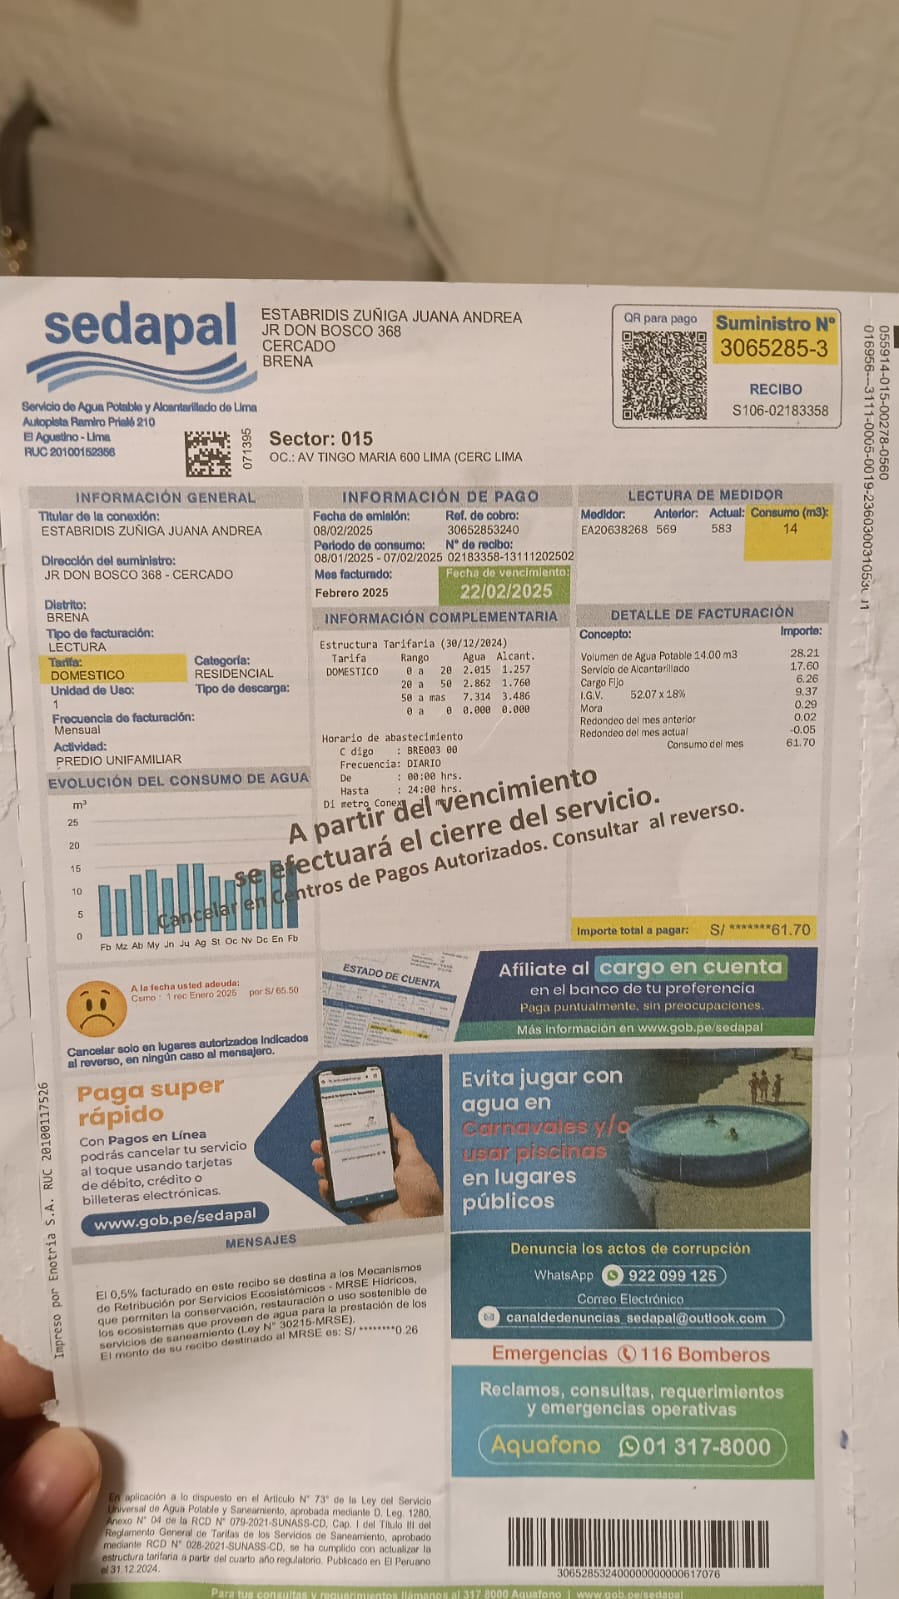 sedapal
Servicio de Agua Potable y Alcantarillado de Lima
Autopista Ramiro Prialé 210
El Agustino - Lima
RUC 20100152356
ESTABRIDIS ZUÑIGA JUANA ANDREA
JR DON BOSCO 368
CERCADO
BRENA
071395
Sector: 015
OC.: AV TINGO MARIA 600 LIMA (CERC LIMA
QR para pago
Suministro N°
3065285-3
RECIBO
S106-02183358
055914-015-00278-0560
INFORMACIÓN GENERAL
Titular de la conexión:
ESTABRIDIS ZUÑIGA JUANA ANDREA
Dirección del suministro:
JR DON BOSCO 368 - CERCADO
Distrito:
BRENA
Tipo de facturación:
LECTURA
Tarifa: Categoría:
DOMESTICO RESIDENCIAL
Unidad de Uso: Tipo de descarga:
1
Frecuencia de facturación:
Mensual
Actividad:
PREDIO UNIFAMILIAR
INFORMACIÓN DE PAGO
Fecha de emisión: Ref. de cobro:
08/02/2025 30652853240
Periodo de consumo: N° de recibo:
08/01/2025 - 07/02/2025 02183358-13111202502
Mes facturado: Fecha de vencimiento:
Febrero 2025 22/02/2025
LECTURA DE MEDIDOR
Medidor: Anterior: Actual: Consumo (m3):
EA20638268 569 583 14
INFORMACIÓN COMPLEMENTARIA
Estructura Tarifaria (30/12/2024)
Tarifa Rango Agua Alcant.
DOMESTICO 0 a 20 2.015 1.257
20 a 50 2.862 1.760
50 a mas 7.314 3.486
0 a 0 0.000 0.000
Horario de abastecimiento
C digo : BRE003 00
Frecuencia: DIARIO
De : 00:00 hrs.
Hasta : 24:00 hrs.
Di metro Conex
DETALLE DE FACTURACIÓN
Concepto: Importe:
Volumen de Agua Potable 14.00 m3 28.21
Servicio de Alcantarillado 17.60
Cargo Fijo 6.26
I.G.V. 52.07 x 18% 9.37
Mora 0.29
Redondeo del mes anterior 0.02
Redondeo del mes actual -0.05
Consumo del mes 61.70
EVOLUCIÓN DEL CONSUMO DE AGUA
m³
25
20
15
10
5
0
Fb Mz Ab My Jn Ju Ag St Oc Nv Dc En Fb
A partir del vencimiento
se efectuará el cierre del servicio.
Cancelar en Centros de Pagos Autorizados. Consultar al reverso.
Importe total a pagar: S/ *******61.70
A la fecha usted adeuda:
Csmo : 1 rec Enero 2025 por S/ 65.50
Cancelar solo en lugares autorizados indicados
al reverso, en ningún caso al mensajero.
ESTADO DE CUENTA
Afíliate al cargo en cuenta
en el banco de tu preferencia
Paga puntualmente, sin preocupaciones.
Más información en www.gob.pe/sedapal
Paga super
rápido
Con Pagos en Línea
podrás cancelar tu servicio
al toque usando tarjetas
de débito, crédito o
billeteras electrónicas.
www.gob.pe/sedapal
Evita jugar con
agua en
Carnavales y/o
usar piscinas
en lugares
públicos
MENSAJES
El 0,5% facturado en este recibo se destina a los Mecanismos
de Retribución por Servicios Ecosistémicos - MRSE Hídricos,
que permiten la conservación, restauración o uso sostenible de
los ecosistemas que proveen de agua para la prestación de los
servicios de saneamiento (Ley N° 30215-MRSE).
El monto de su recibo destinado al MRSE es: S/ ********0.26
Denuncia los actos de corrupción
WhatsApp 922 099 125
Correo Electrónico
canaldedenuncias_sedapal@outlook.com
Emergencias 116 Bomberos
Reclamos, consultas, requerimientos
y emergencias operativas
Aquafono 01 317-8000
Impreso por Enotria S.A. RUC 20100117526
En aplicación a lo dispuesto en el Artículo N° 73° de la Ley del Servicio
Universal de Agua Potable y Saneamiento, aprobada mediante D. Leg. 1280,
Anexo N° 04 de la RCD N° 079-2021-SUNASS-CD, Cap. I del Título III del
Reglamento General de Tarifas de los Servicios de Saneamiento, aprobado
mediante RCD N° 028-2021-SUNASS-CD, se ha cumplido con actualizar la
estructura tarifaria a partir del cuarto año regulatorio. Publicado en El Peruano
el 31.12.2024.
3065285324000000000000617076
Para tus consultas y requerimientos llámanos al 317 8000 Aquafono | www.gob.pe/sedapal